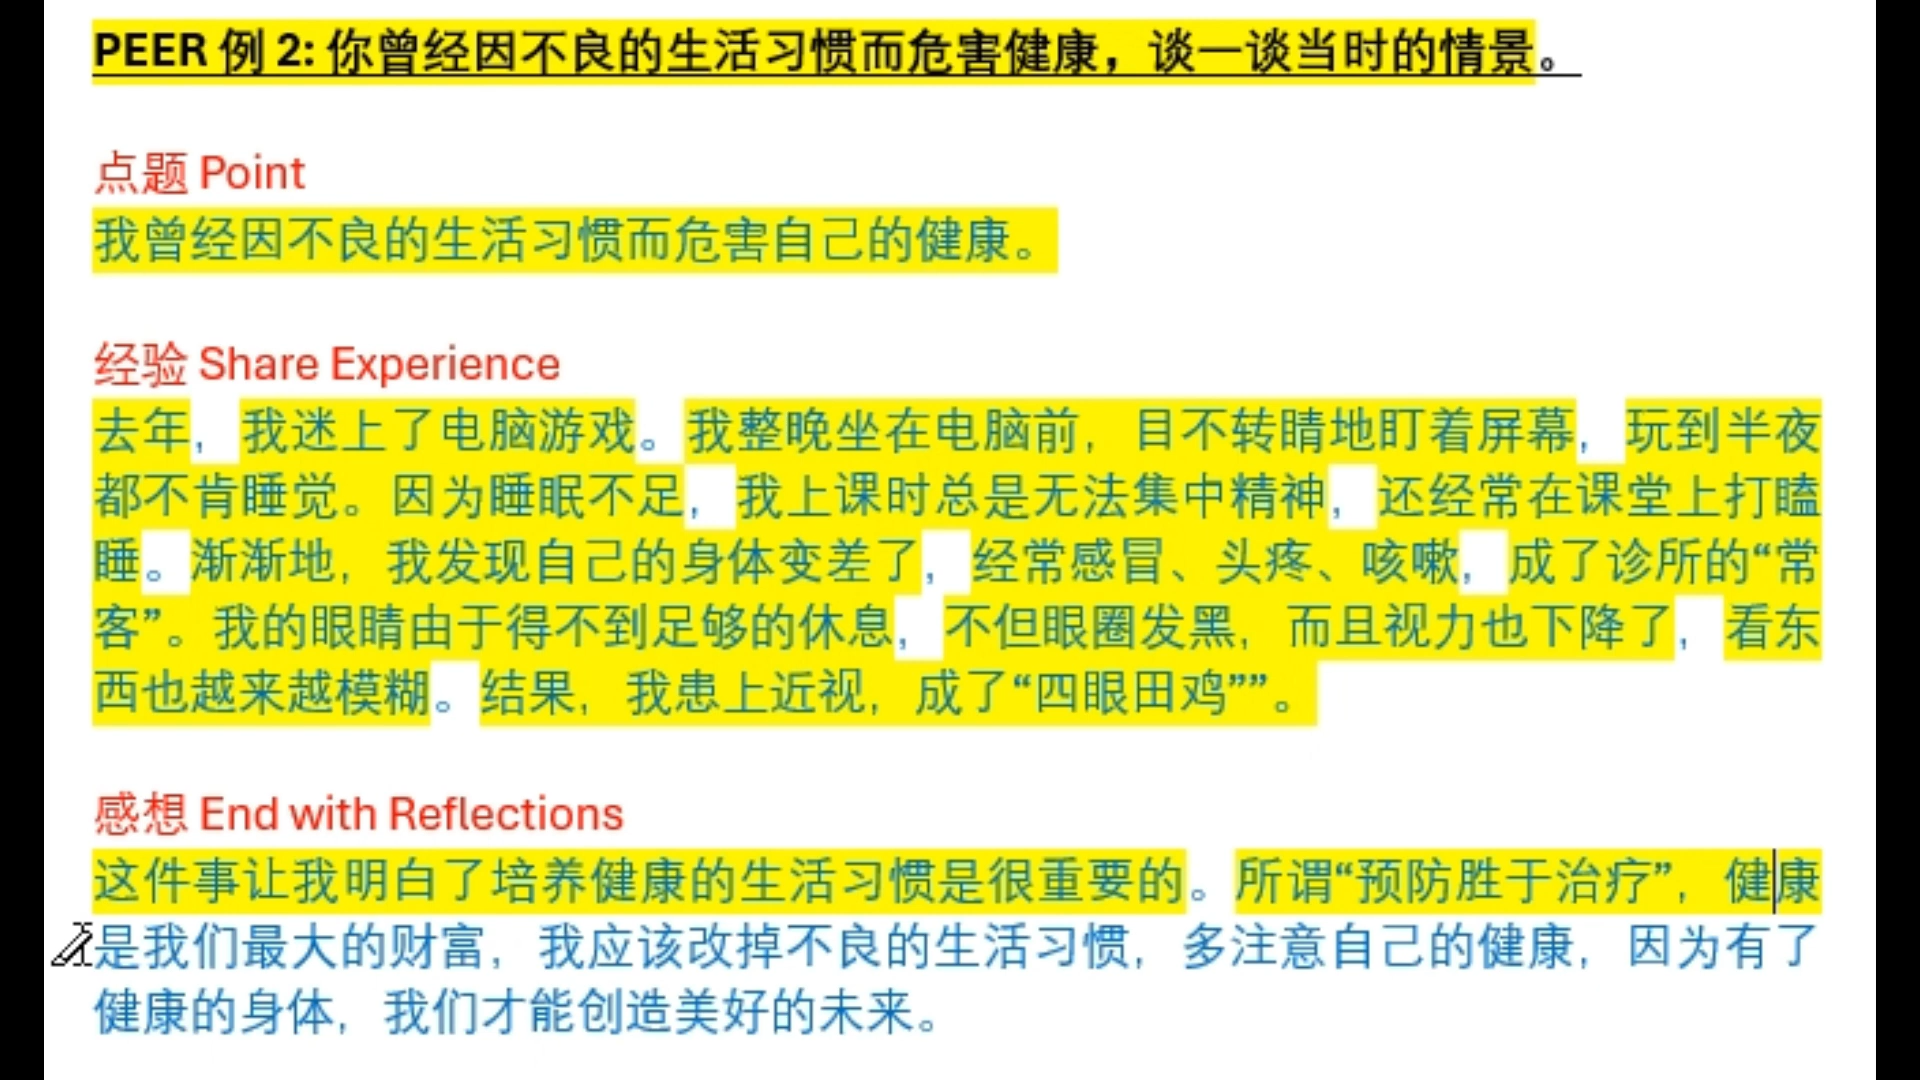 PEER 例 2: 你曾经因不良的生活习惯而危害健康，谈一谈当时的情景。
点题 Point
我曾经因不良的生活习惯而危害自己的健康。
经验 Share Experience
去年，我迷上了电脑游戏。我整晚坐在电脑前，目不转睛地盯着屏幕，玩到半夜
都不肯睡觉。因为睡眠不足，我上课时总是无法集中精神，还经常在课堂上打瞌
睡。渐渐地，我发现自己的身体变差了，经常感冒、头疼、咳嗽，成了诊所的“常
客”。我的眼睛由于得不到足够的休息，不但眼圈发黑，而且视力也下降了，看东
西也越来越模糊。结果，我患上近视，成了“四眼田鸡””。
感想 End with Reflections
这件事让我明白了培养健康的生活习惯是很重要的。所谓“预防胜于治疗”，健康
是我们最大的财富，我应该改掉不良的生活习惯，多注意自己的健康，因为有了
健康的身体，我们才能创造美好的未来。